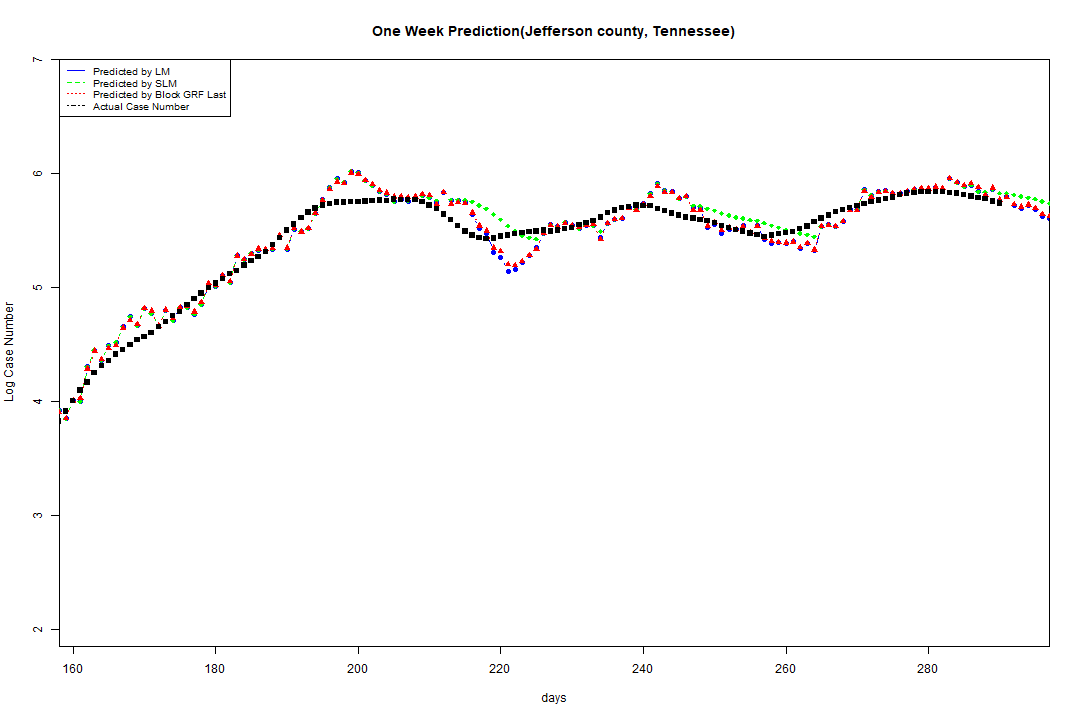 One Week Prediction(Jefferson county, Tennessee)
Predicted by LM
Predicted by SLM
Predicted by Block GRF Last
Actual Case Number
7
6
5
4
3
2
Log Case Number
160 180 200 220 240 260 280
days